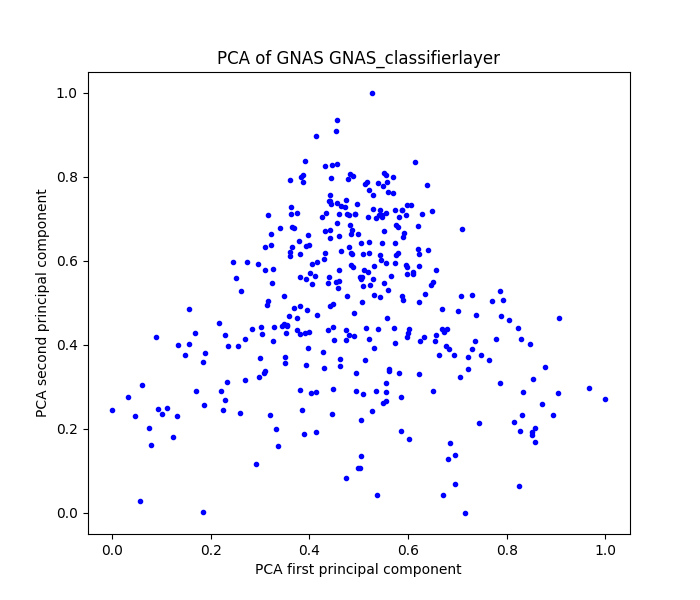 PCA of GNAS GNAS_classifierlayer
PCA second principal component
1.0
0.8
0.6
0.4
0.2
0.0
0.0 0.2 0.4 0.6 0.8 1.0
PCA first principal component